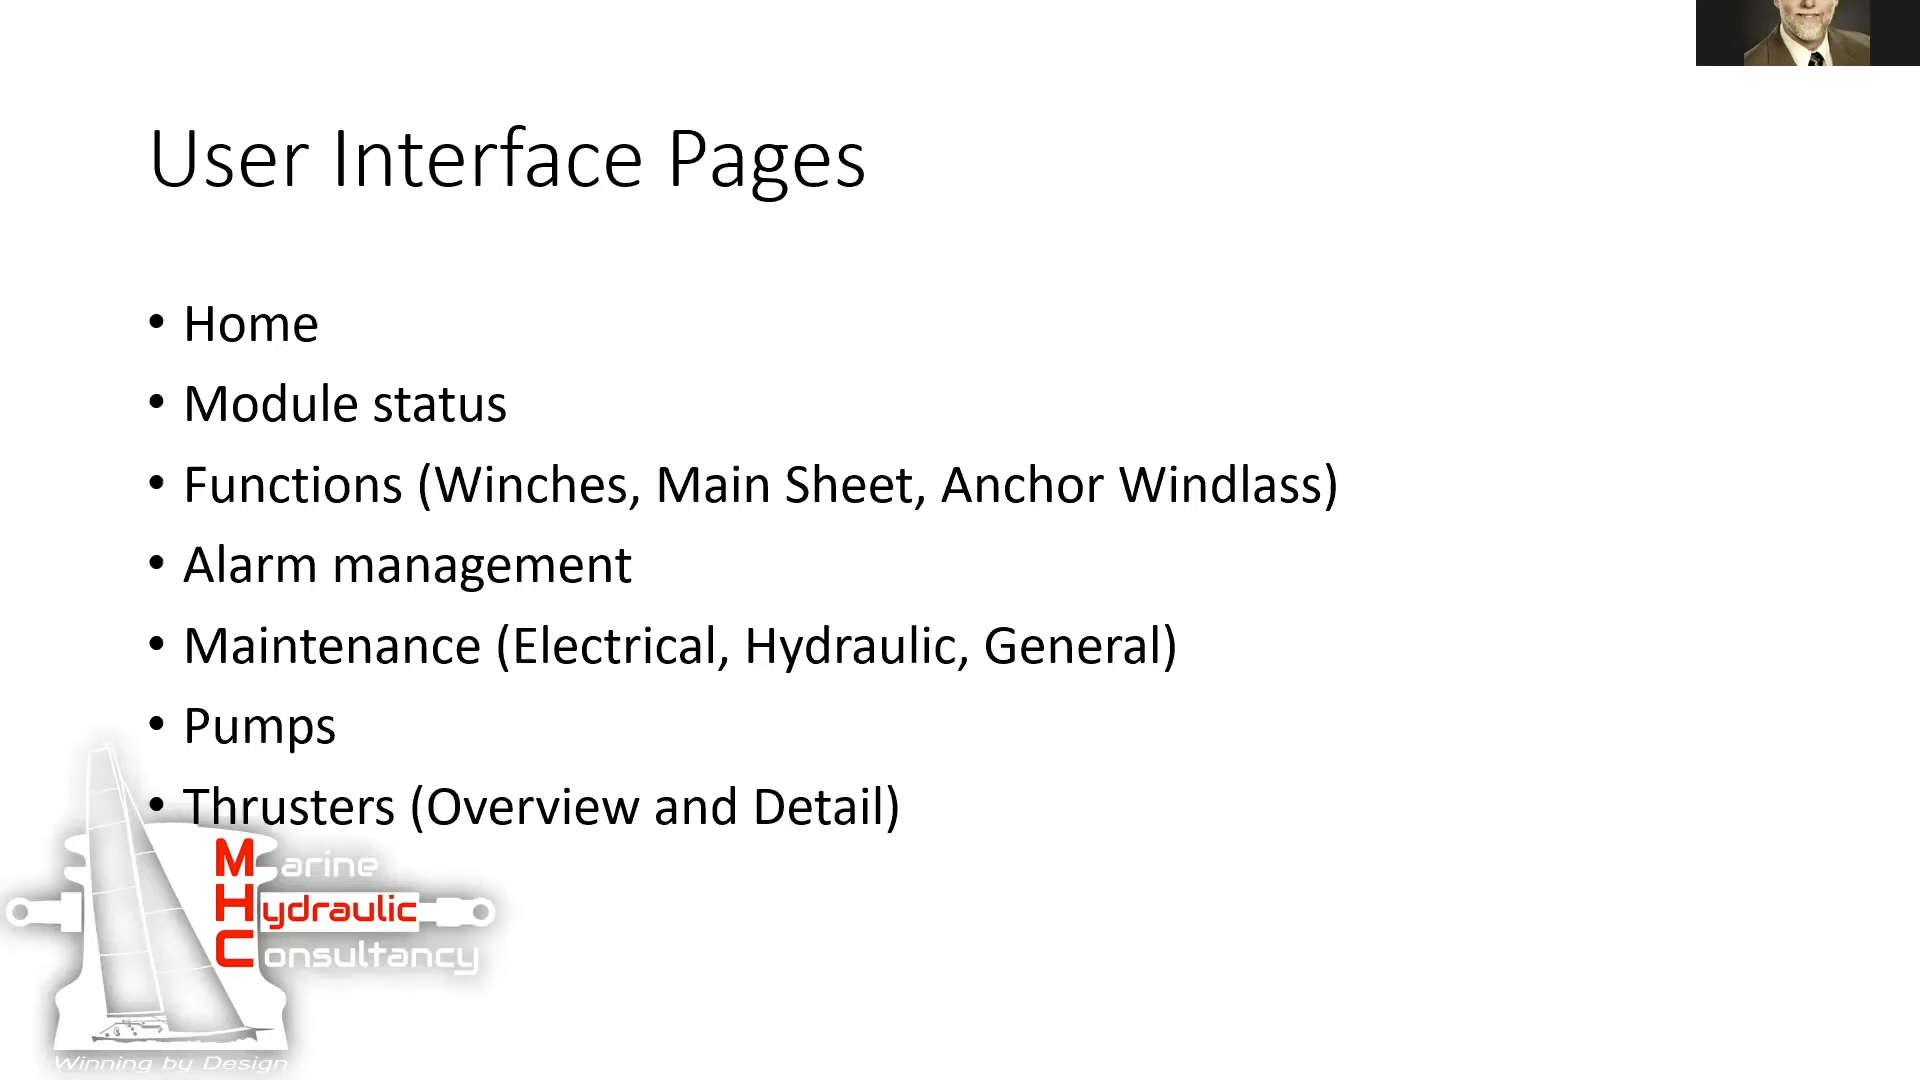 User Interface Pages
• Home
• Module status
• Functions (Winches, Main Sheet, Anchor Windlass)
• Alarm management
• Maintenance (Electrical, Hydraulic, General)
• Pumps
• Thrusters (Overview and Detail)
Marine
Hydraulic
Consultancy
Winning by Design